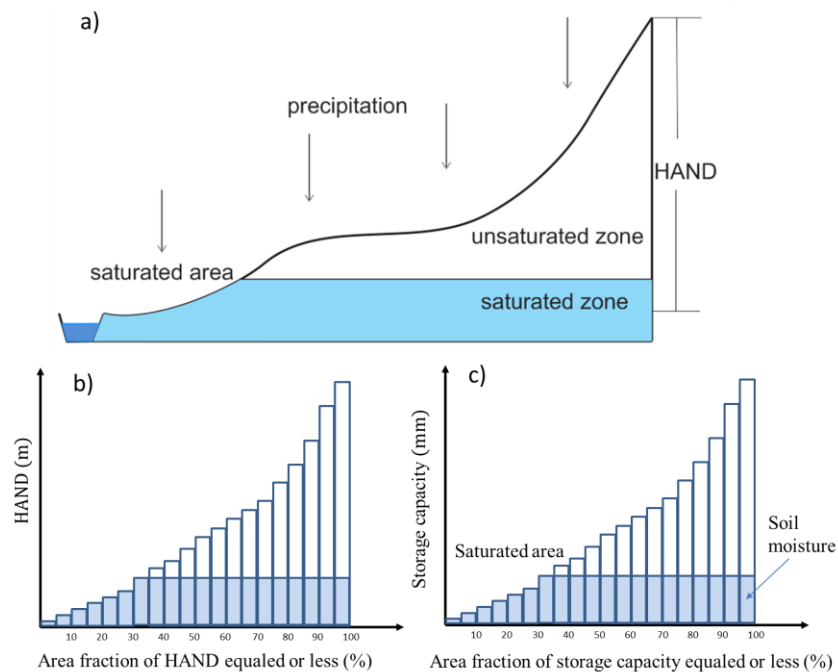 a)
precipitation
HAND
unsaturated zone
saturated area
saturated zone
b)
HAND (m)
10 20 30 40 50 60 70 80 90 100
Area fraction of HAND equaled or less (%)
c)
Storage capacity (mm)
Saturated area
Soil
moisture
10 20 30 40 50 60 70 80 90 100
Area fraction of storage capacity equaled or less (%)